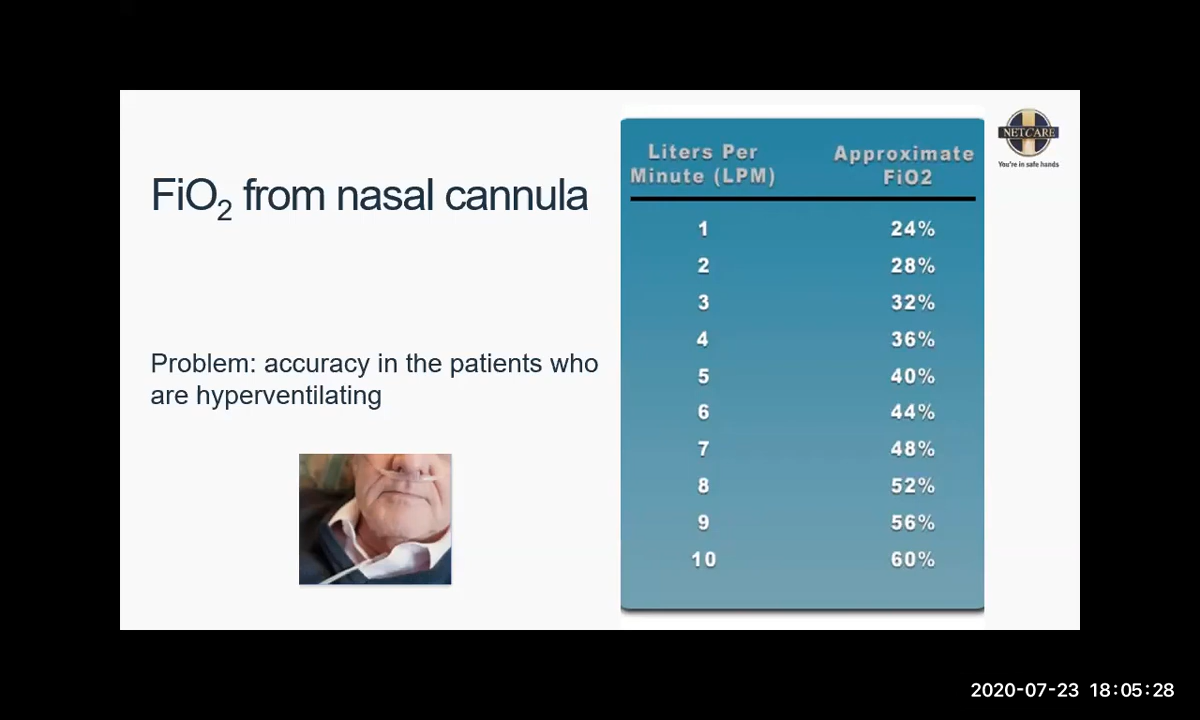 FiO₂ from nasal cannula
Problem: accuracy in the patients who
are hyperventilating
Liters Per Approximate
Minute (LPM) FiO2
1 24%
2 28%
3 32%
4 36%
5 40%
6 44%
7 48%
8 52%
9 56%
10 60%
NETCARE
You're in safe hands
2020-07-23 18:05:28